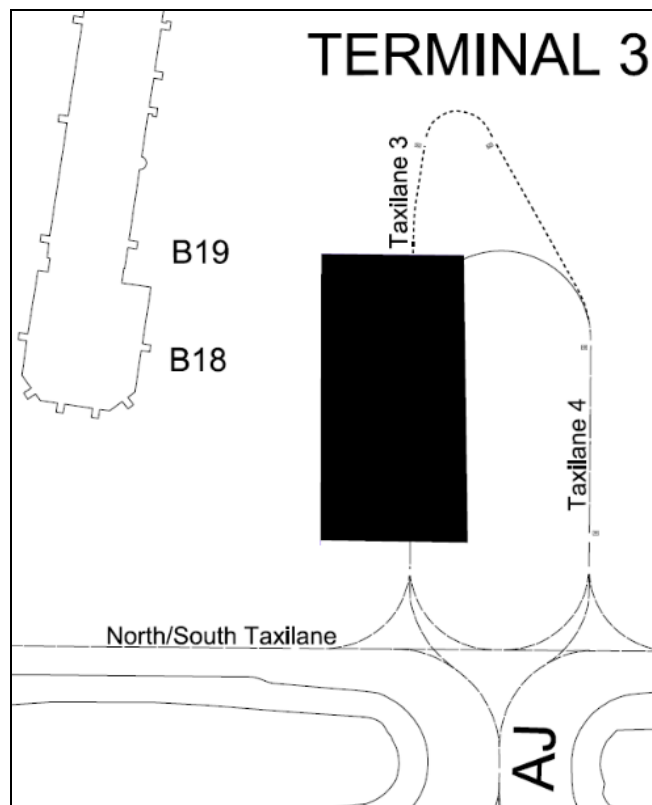 TERMINAL 3
Taxilane 3
B19
B18
Taxilane 4
North/South Taxilane
AJ